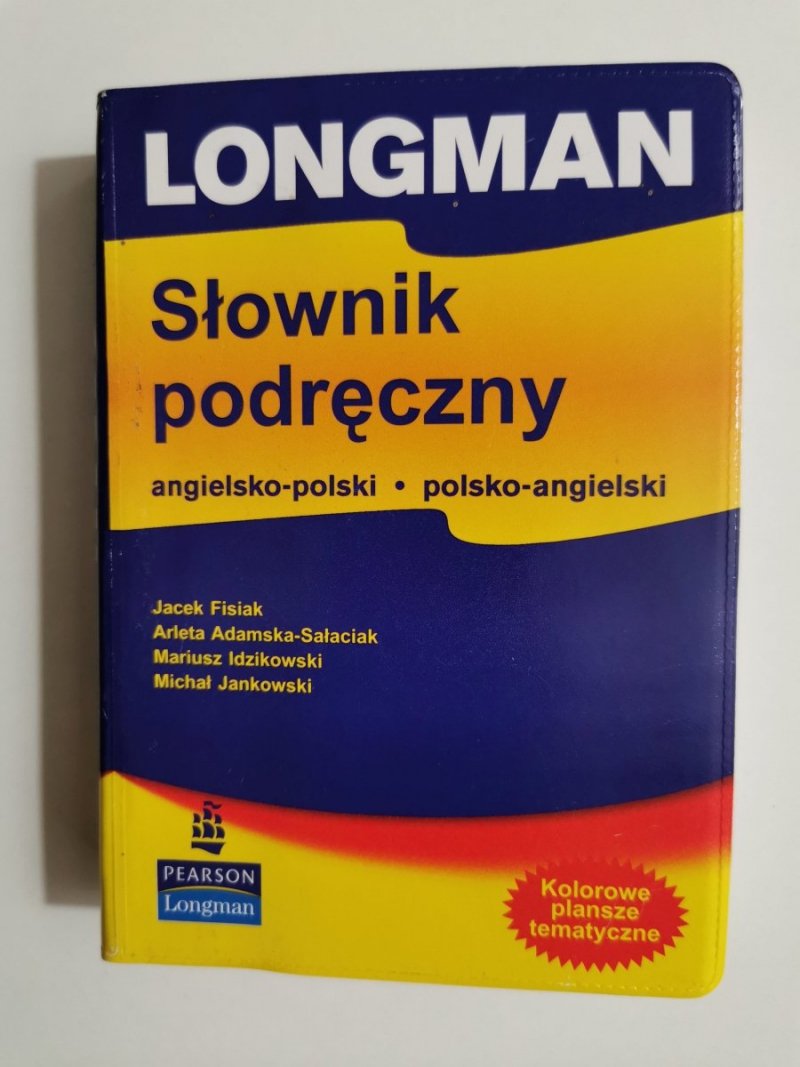 LONGMAN
Słownik
podręczny
angielsko-polski • polsko-angielski
Jacek Fisiak
Arleta Adamska-Sałaciak
Mariusz Idzikowski
Michał Jankowski
PEARSON
Longman
Kolorowe
plansze
tematyczne